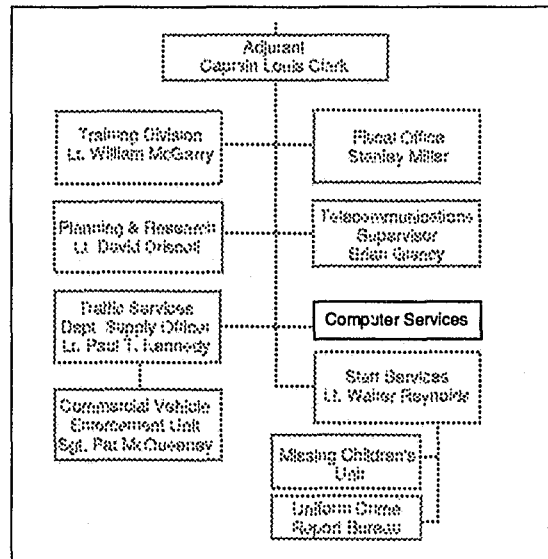 Adjutant
Captain Louis Clark
Training Division
Lt. William McGarry
Fiscal Office
Stanley Miller
Planning & Research
Lt. David Driscoll
Telecommunications
Supervisor
Brian
Traffic Services
Dept. Supply Officer
Lt. Paul T. Kennedy
Computer Services
Staff Services
Lt. Walter Reynolds
Commercial Vehicle
Enforcement Unit
Sgt. Pat McQueeney
Missing Children's
Unit
Uniform Crime
Report Bureau